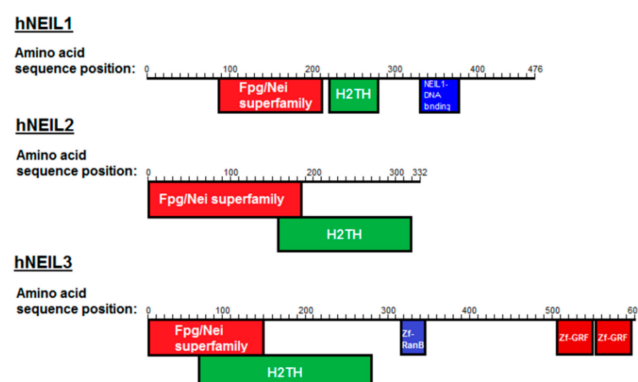 hNEIL1
Amino acid
sequence position:
0 100 200 300 400 476
Fpg/Nei
superfamily
H2TH
NEIL1-
DNA
binding
hNEIL2
Amino acid
sequence position:
0 100 200 300 332
Fpg/Nei superfamily
H2TH
hNEIL3
Amino acid
sequence position:
0 100 200 300 400 500 60
Fpg/Nei
superfamily
Zf-
RanB
Zf-GRF Zf-GRF
H2TH